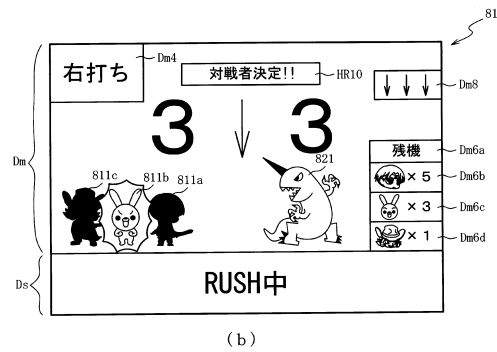 81
右打ち
Dm4
対戦者決定!!
HR10
Dm8
3 3
Dm
残機
Dm6a
811c
811b
811a
821
×5
Dm6b
×3
Dm6c
×1
Dm6d
Ds
RUSH中
(b)